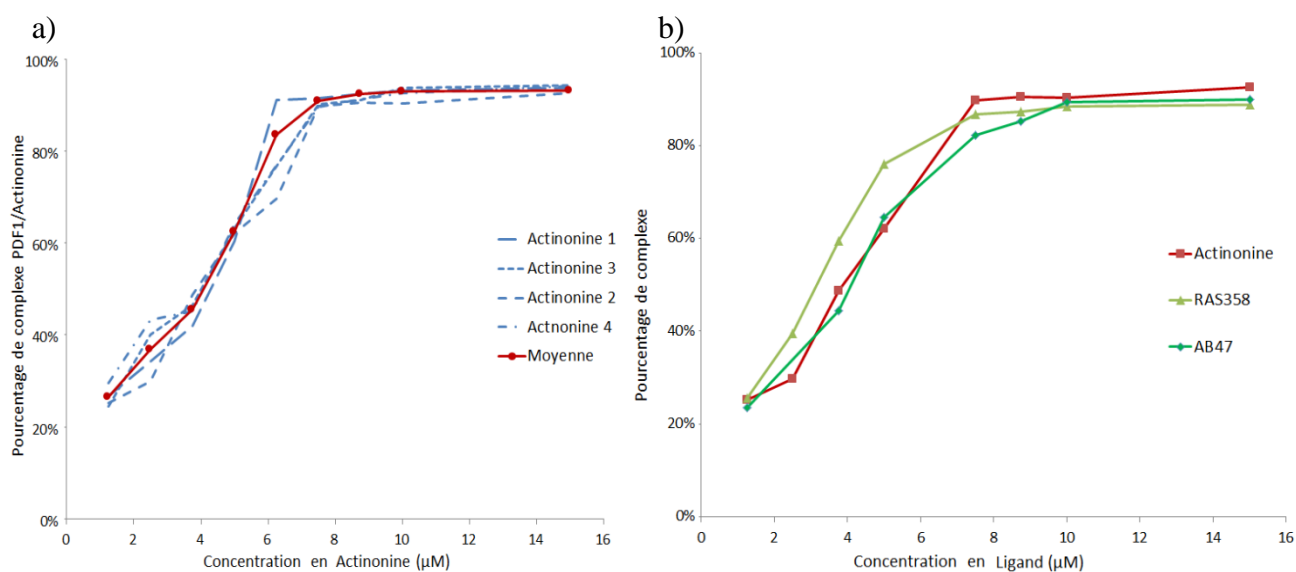 a)
100%
80%
60%
40%
20%
0%
Pourcentage de complexe PDF1/Actinonine
0 2 4 6 8 10 12 14 16
Concentration en Actinonine (µM)
Actinonine 1
Actinonine 3
Actinonine 2
Actnonine 4
Moyenne
b)
100%
80%
60%
40%
20%
0%
Pourcentage de complexe
0 2 4 6 8 10 12 14 16
Concentration en Ligand (µM)
Actinonine
RAS358
AB47